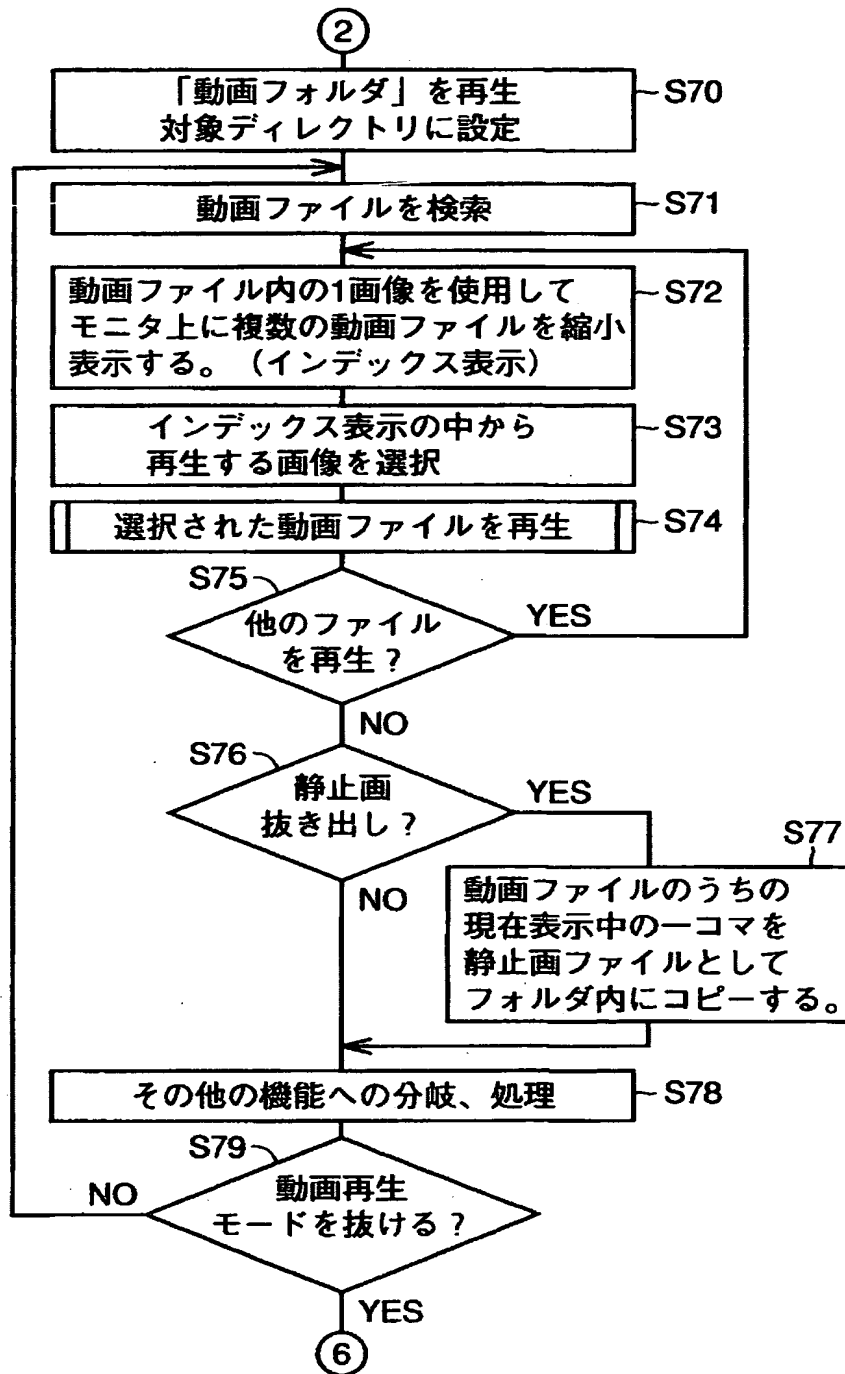 2
「動画フォルダ」を再生
対象ディレクトリに設定
S70
動画ファイルを検索
S71
動画ファイル内の1画像を使用して
モニタ上に複数の動画ファイルを縮小
表示する。（インデックス表示）
S72
インデックス表示の中から
再生する画像を選択
S73
選択された動画ファイルを再生
S74
S75
他のファイル
を再生？
YES
NO
S76
静止画
抜き出し？
YES
NO
S77
動画ファイルのうちの
現在表示中の一コマを
静止画ファイルとして
フォルダ内にコピーする。
その他の機能への分岐、処理
S78
S79
動画再生
モードを抜ける？
NO
YES
6